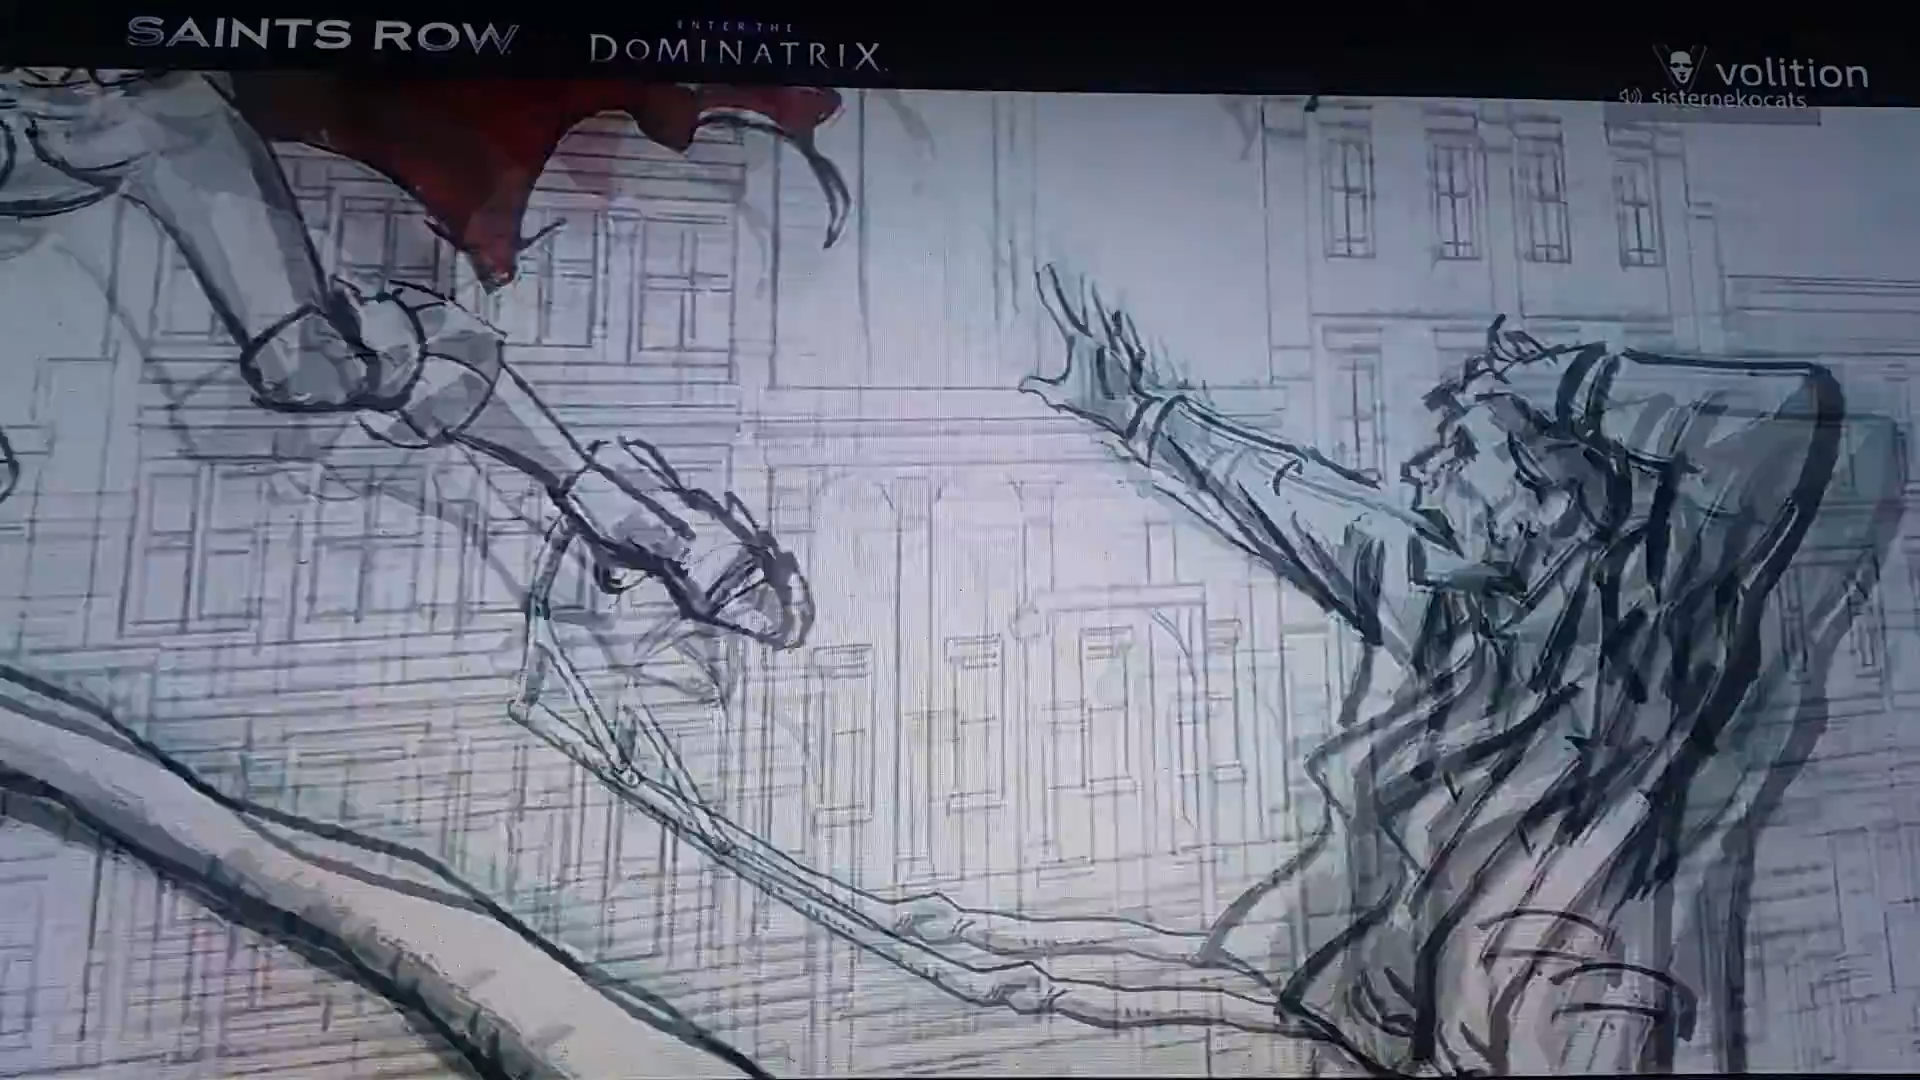 SAINTS ROW
ENTER THE
DOMINATRIX
volition
sisternekocats